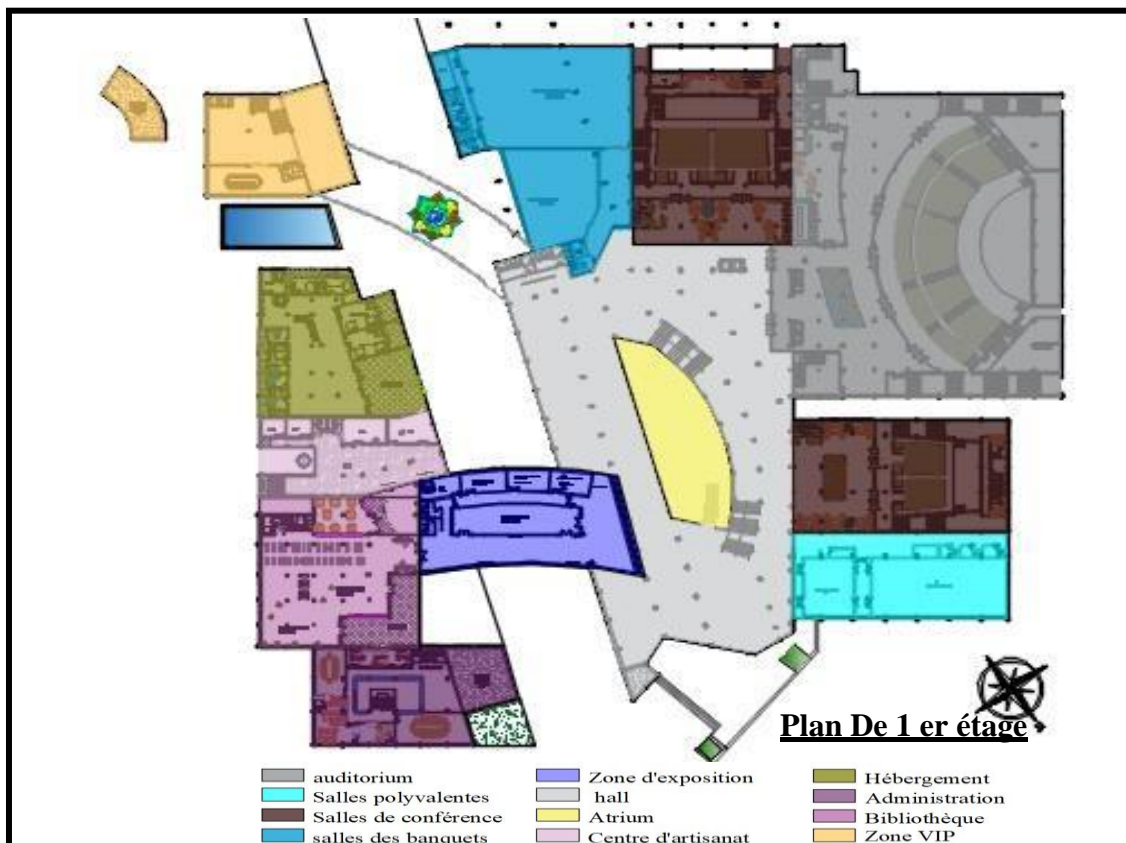 Plan De 1 er étage
auditorium
Salles polyvalentes
Salles de conférence
salles des banquets
Zone d'exposition
hall
Atrium
Centre d'artisanat
Hébergement
Administration
Bibliothèque
Zone VIP